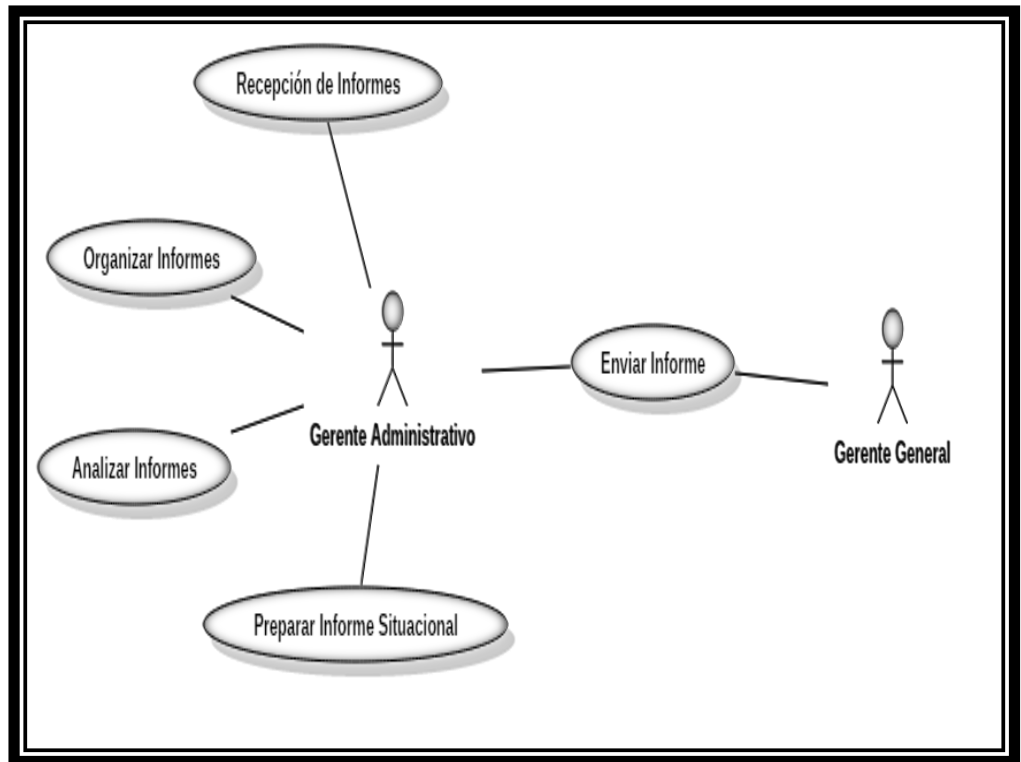 Recepción de Informes
Organizar Informes
Enviar Informe
Gerente Administrativo
Gerente General
Analizar Informes
Preparar Informe Situacional